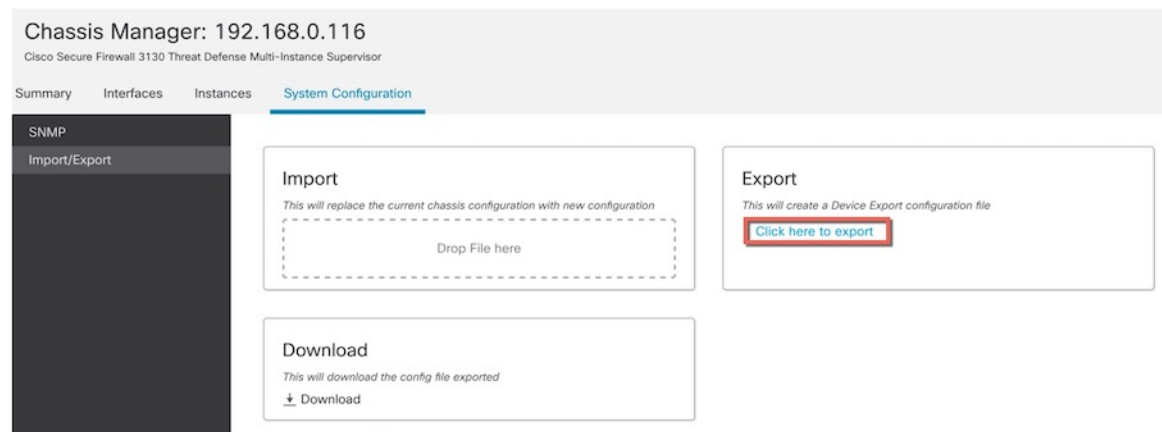 Chassis Manager: 192.168.0.116
Cisco Secure Firewall 3130 Threat Defense Multi-Instance Supervisor
Summary Interfaces Instances System Configuration
SNMP
Import/Export
Import
This will replace the current chassis configuration with new configuration
Drop File here
Export
This will create a Device Export configuration file
Click here to export
Download
This will download the config file exported
Download